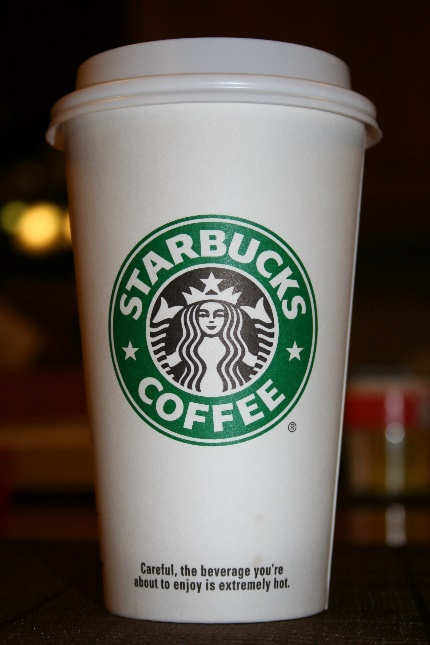 STARBUCKS
COFFEE
®
Careful, the beverage you're
about to enjoy is extremely hot.